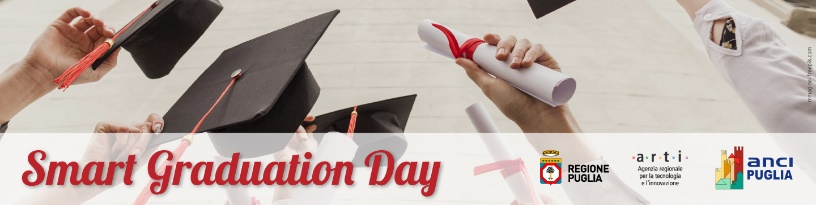 Smart Graduation Day
REGIONE
PUGLIA
a.r.t.i.
Agenzia regionale
per la tecnologia
e l'innovazione
anci
PUGLIA